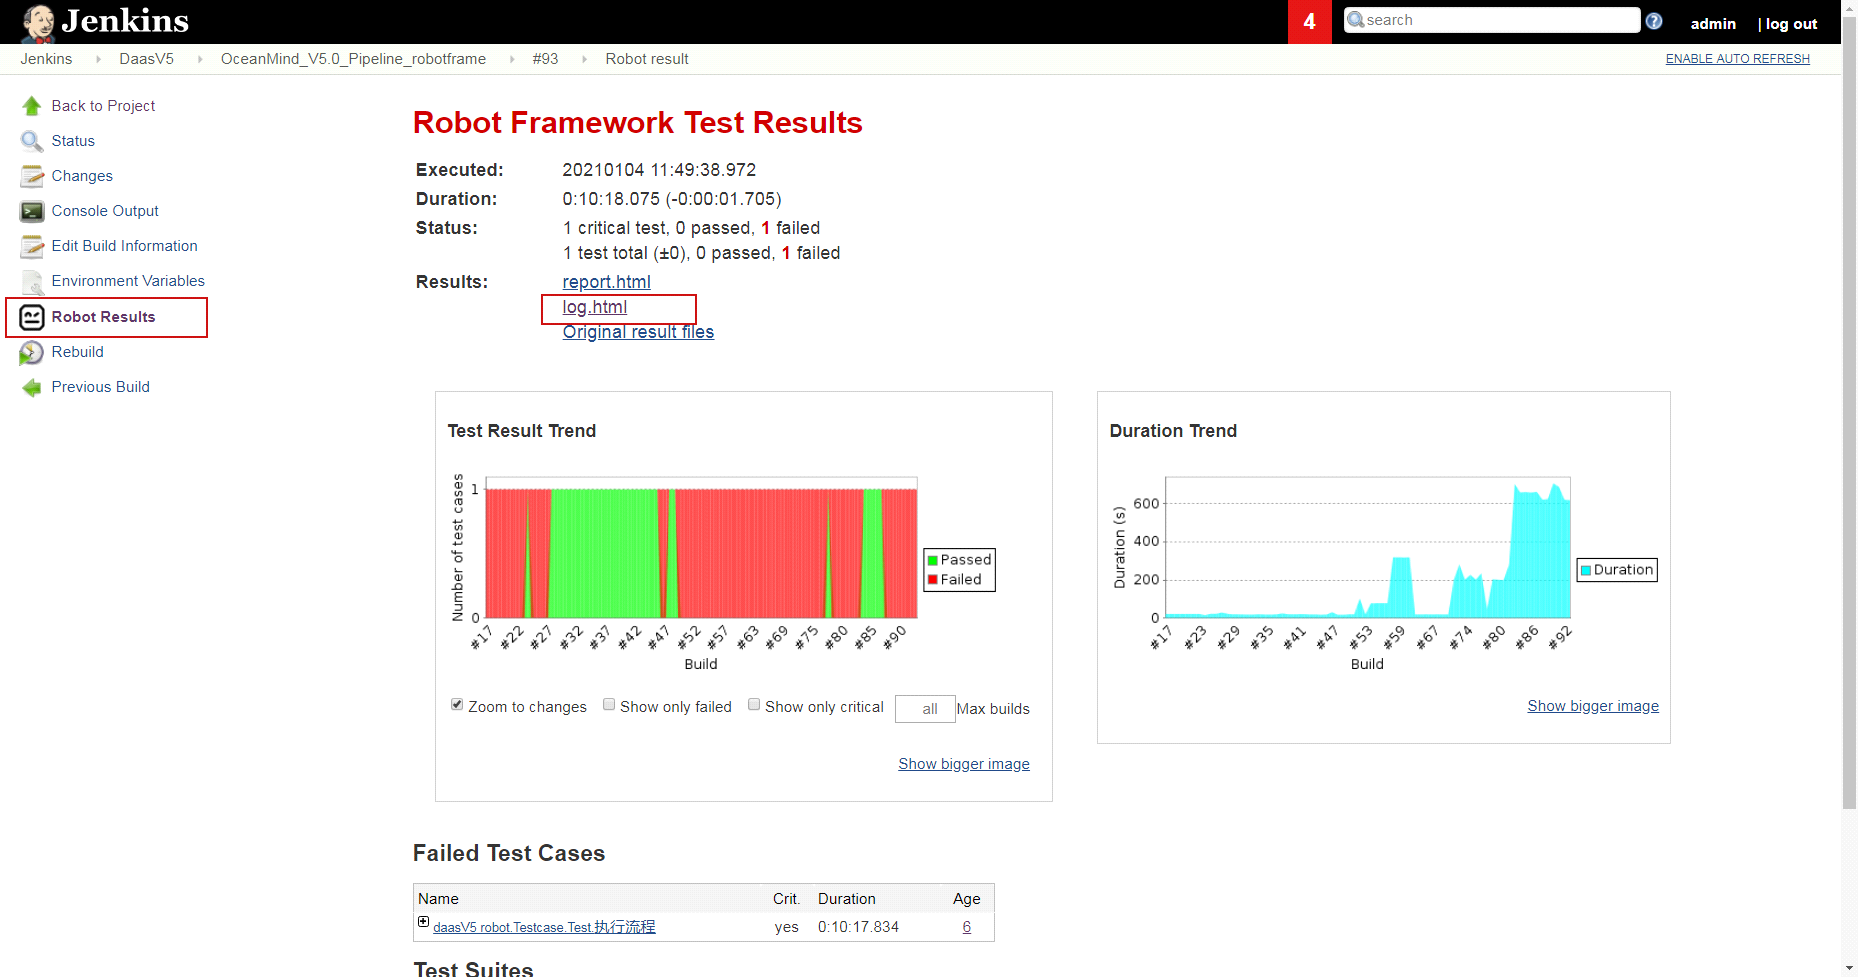 Jenkins
4
search
?
admin
| log out
Jenkins
DaasV5
OceanMind_V5.0_Pipeline_robotframe
#93
Robot result
ENABLE AUTO REFRESH
Back to Project
Status
Changes
Console Output
Edit Build Information
Environment Variables
Robot Results
Rebuild
Previous Build
Robot Framework Test Results
Executed: 20210104 11:49:38.972
Duration: 0:10:18.075 (-0:00:01.705)
Status: 1 critical test, 0 passed, 1 failed
1 test total (±0), 0 passed, 1 failed
Results: report.html
log.html
Original result files
Test Result Trend
Number of test cases
1
0
#17 #22 #27 #32 #37 #42 #47 #52 #57 #63 #69 #75 #80 #85 #90
Build
Passed
Failed
Zoom to changes
Show only failed
Show only critical
all
Max builds
Show bigger image
Duration Trend
Duration (s)
600
400
200
0
#17 #23 #29 #35 #41 #47 #53 #59 #67 #74 #80 #86 #92
Build
Duration
Show bigger image
Failed Test Cases
Name Crit. Duration Age
daasV5 robot.Testcase.Test.执行流程 yes 0:10:17.834 6
Test Suites